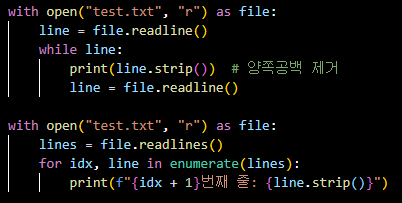 with open("test.txt", "r") as file:
    line = file.readline()
    while line:
        print(line.strip())  # 양쪽공백 제거
        line = file.readline()

with open("test.txt", "r") as file:
    lines = file.readlines()
    for idx, line in enumerate(lines):
        print(f"{idx + 1}번째 줄: {line.strip()}")